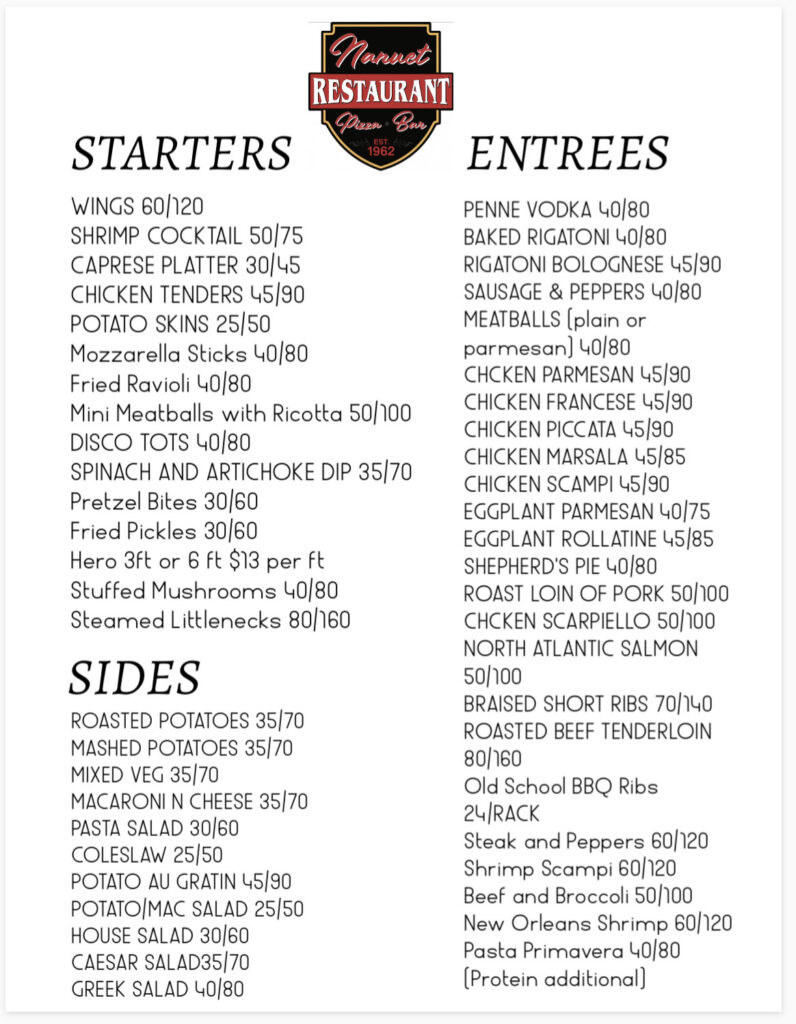 Nanuet
RESTAURANT
Pizza Bar
EST.
1962
STARTERS
WINGS 60/120
SHRIMP COCKTAIL 50/75
CAPRESE PLATTER 30/45
CHICKEN TENDERS 45/90
POTATO SKINS 25/50
Mozzarella Sticks 40/80
Fried Ravioli 40/80
Mini Meatballs with Ricotta 50/100
DISCO TOTS 40/80
SPINACH AND ARTICHOKE DIP 35/70
Pretzel Bites 30/60
Fried Pickles 30/60
Hero 3ft or 6 ft $13 per ft
Stuffed Mushrooms 40/80
Steamed Littlenecks 80/160
SIDES
ROASTED POTATOES 35/70
MASHED POTATOES 35/70
MIXED VEG 35/70
MACARONI N CHEESE 35/70
PASTA SALAD 30/60
COLESLAW 25/50
POTATO AU GRATIN 45/90
POTATO/MAC SALAD 25/50
HOUSE SALAD 30/60
CAESAR SALAD35/70
GREEK SALAD 40/80
ENTREES
PENNE VODKA 40/80
BAKED RIGATONI 40/80
RIGATONI BOLOGNESE 45/90
SAUSAGE & PEPPERS 40/80
MEATBALLS (plain or
parmesan) 40/80
CHCKEN PARMESAN 45/90
CHICKEN FRANCESE 45/90
CHICKEN PICCATA 45/90
CHICKEN MARSALA 45/85
CHICKEN SCAMPI 45/90
EGGPLANT PARMESAN 40/75
EGGPLANT ROLLATINE 45/85
SHEPHERD'S PIE 40/80
ROAST LOIN OF PORK 50/100
CHCKEN SCARPIELLO 50/100
NORTH ATLANTIC SALMON
50/100
BRAISED SHORT RIBS 70/140
ROASTED BEEF TENDERLOIN
80/160
Old School BBQ Ribs
24/RACK
Steak and Peppers 60/120
Shrimp Scampi 60/120
Beef and Broccoli 50/100
New Orleans Shrimp 60/120
Pasta Primavera 40/80
(Protein additional)